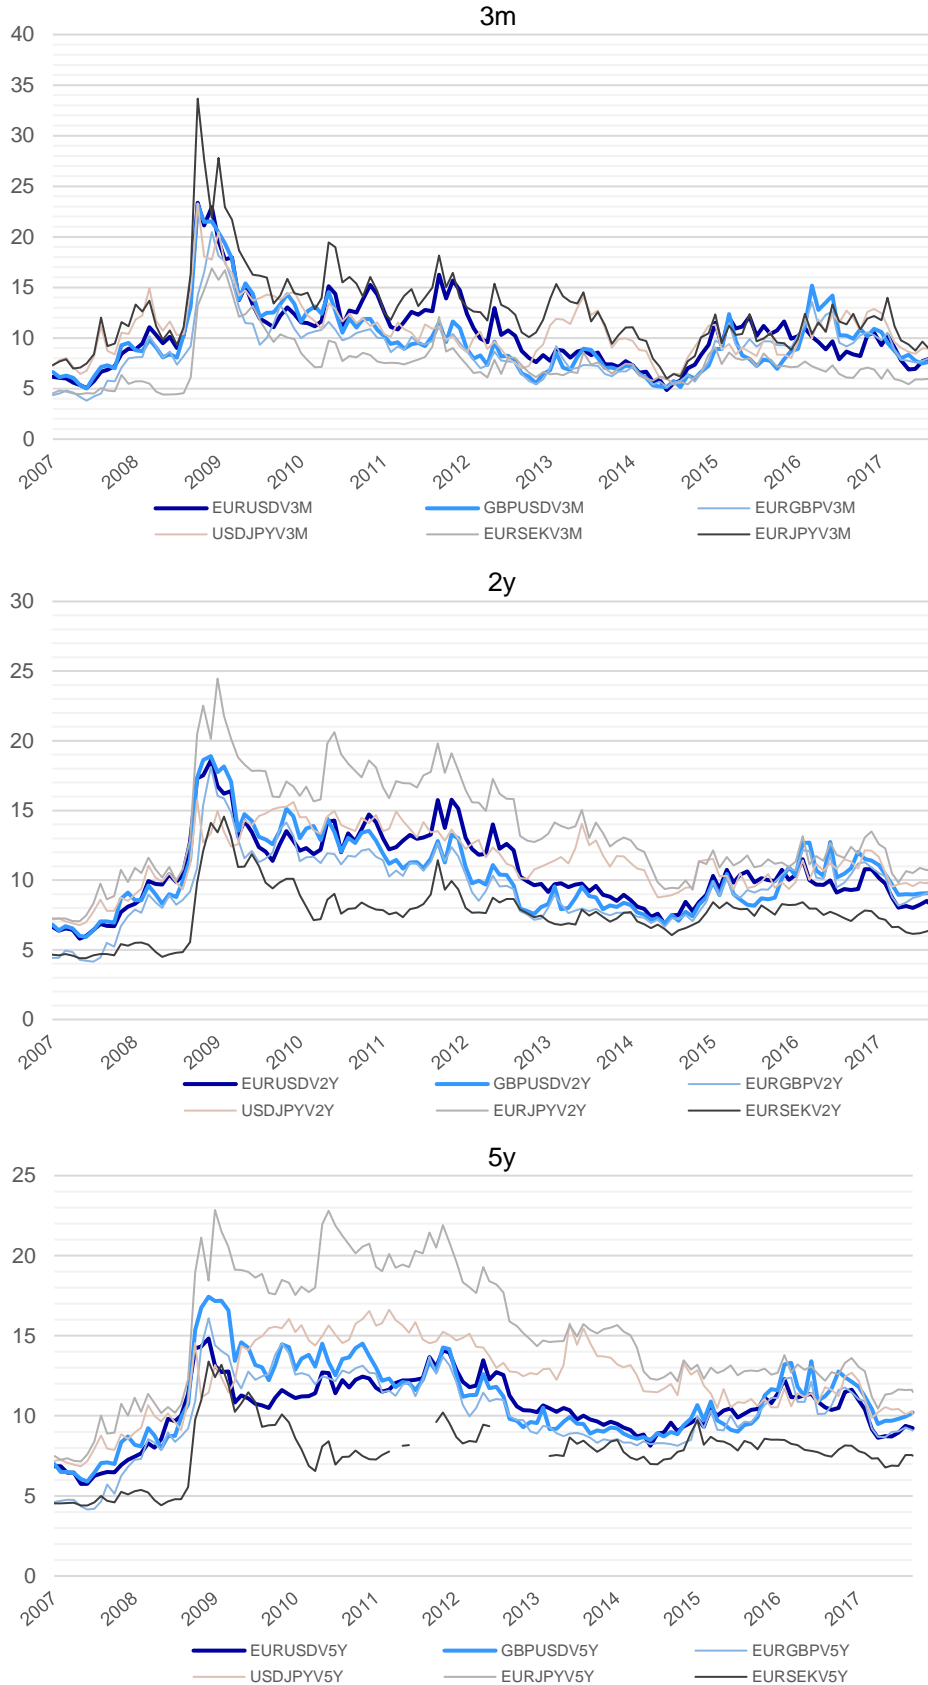 3m
40
35
30
25
20
15
10
5
0
2007 2008 2009 2010 2011 2012 2013 2014 2015 2016 2017
EURUSDV3M GBPUSDV3M EURGBPV3M
USDJPYV3M EURSEKV3M EURJPYV3M
2y
30
25
20
15
10
5
0
2007 2008 2009 2010 2011 2012 2013 2014 2015 2016 2017
EURUSDV2Y GBPUSDV2Y EURGBPV2Y
USDJPYV2Y EURJPYV2Y EURSEKV2Y
5y
25
20
15
10
5
0
2007 2008 2009 2010 2011 2012 2013 2014 2015 2016 2017
EURUSDV5Y GBPUSDV5Y EURGBPV5Y
USDJPYV5Y EURJPYV5Y EURSEKV5Y